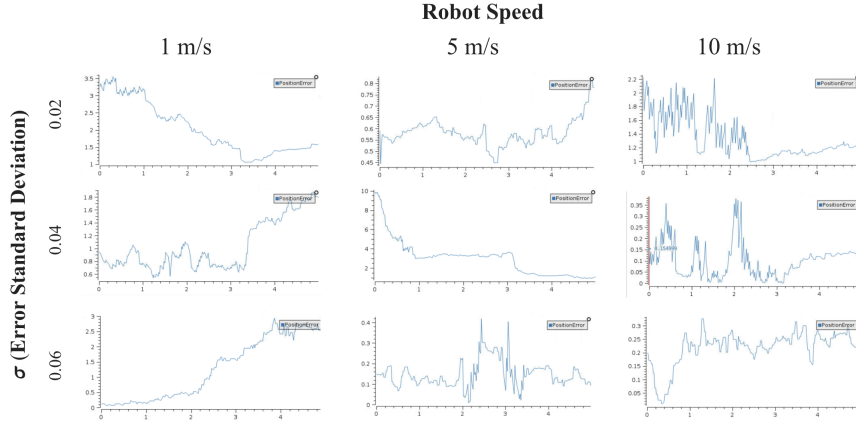 Robot Speed
1 m/s 5 m/s 10 m/s
σ (Error Standard Deviation)
0.02
3.5 3 2.5 2 1.5 1
0 1 2 3 4
PositionError
0.8 0.75 0.7 0.65 0.6 0.55 0.5 0.45
0 1 2 3 4
PositionError
2.2 2 1.8 1.6 1.4 1.2 1
0 1 2 3 4
PositionError
0.04
1.8 1.6 1.4 1.2 1 0.8 0.6
0 1 2 3 4
PositionError
10 8 6 4 2
0 1 2 3 4
PositionError
0.35 0.3 0.25 0.2 0.15 0.1 0.05 0
0 1 2 3 4
PositionError
0.06
3 2.5 2 1.5 1 0.5 0
0 1 2 3 4
PositionError
0.4 0.3 0.2 0.1 0
0 1 2 3 4
PositionError
0.3 0.25 0.2 0.15 0.1 0.05
0 1 2 3 4
PositionError